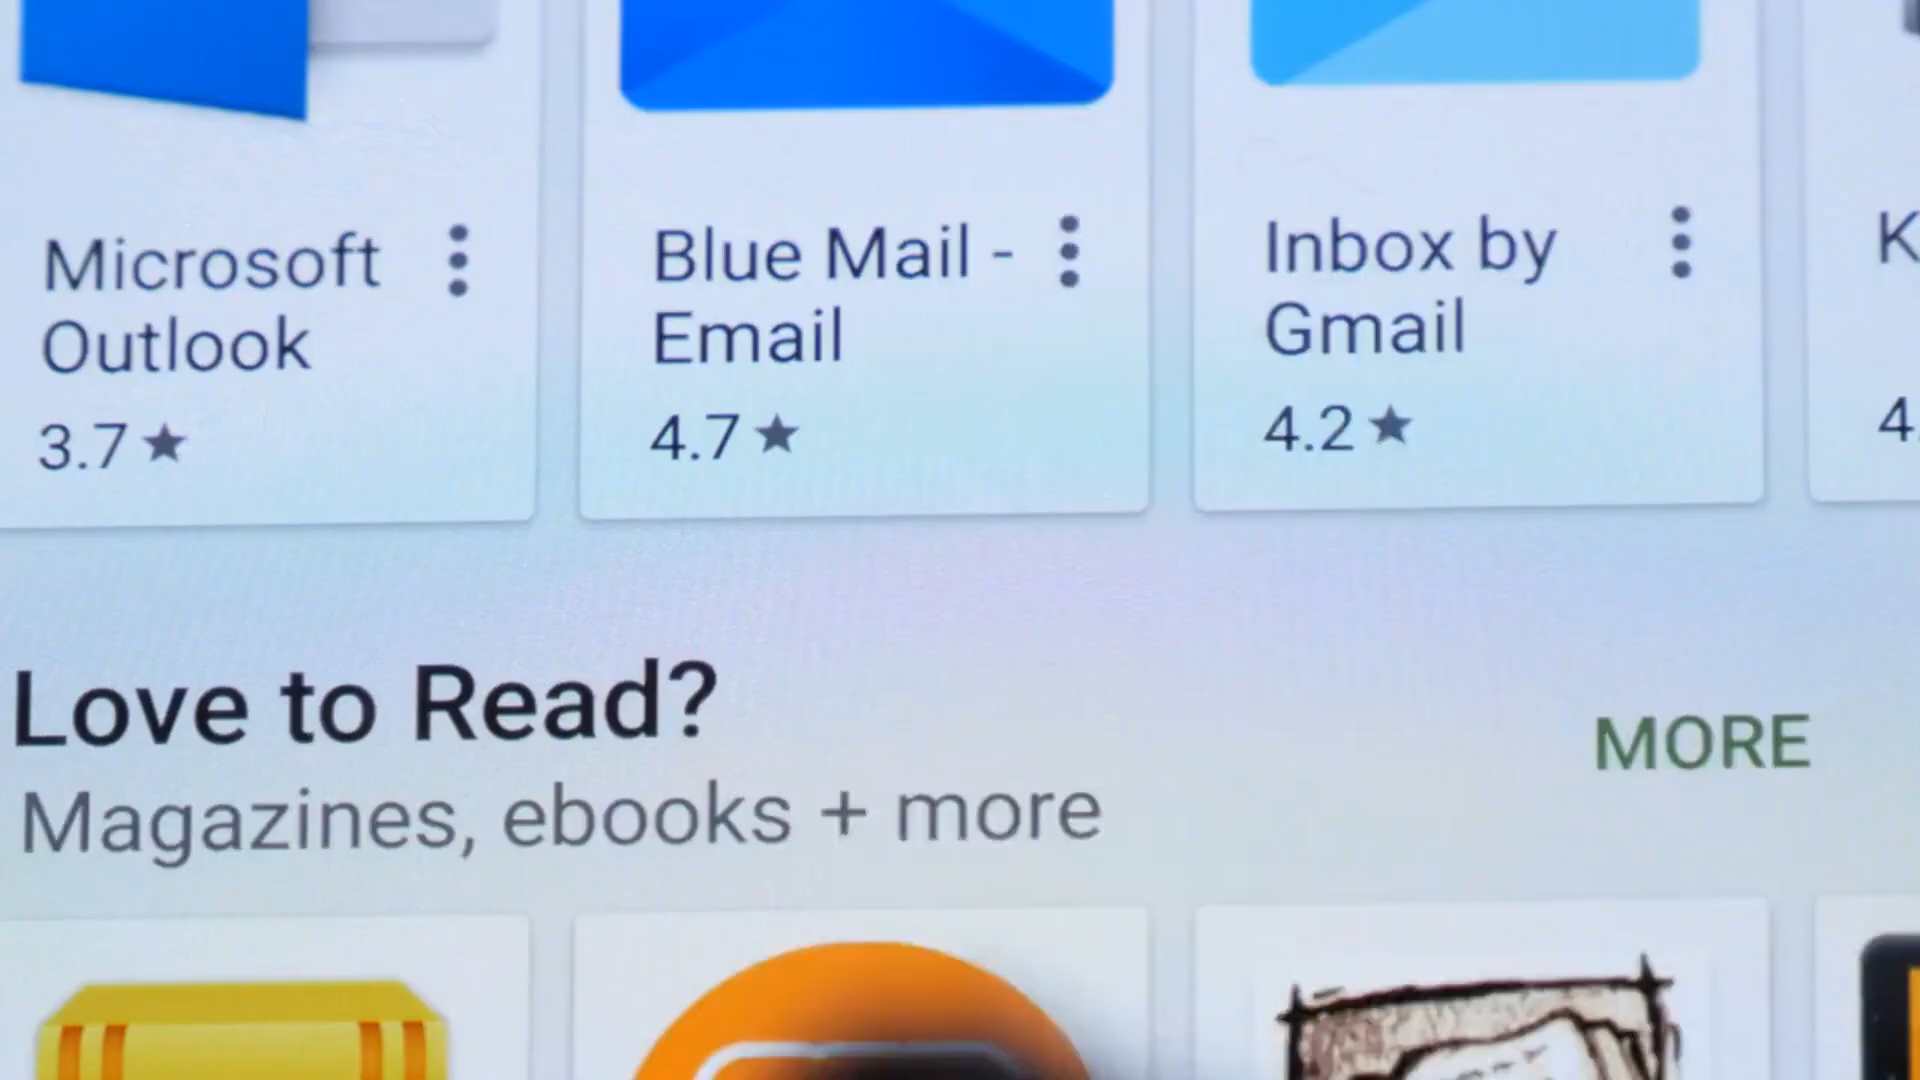 Microsoft
Outlook
3.7 ★
Blue Mail -
Email
4.7 ★
Inbox by
Gmail
4.2 ★
K
4.
Love to Read?
MORE
Magazines, ebooks + more